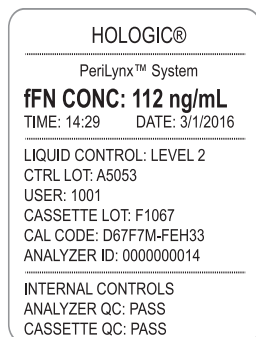 HOLOGIC®
PeriLynx™ System
fFN CONC: 112 ng/mL
TIME: 14:29 DATE: 3/1/2016
LIQUID CONTROL: LEVEL 2
CTRL LOT: A5053
USER: 1001
CASSETTE LOT: F1067
CAL CODE: D67F7M-FEH33
ANALYZER ID: 0000000014
INTERNAL CONTROLS
ANALYZER QC: PASS
CASSETTE QC: PASS